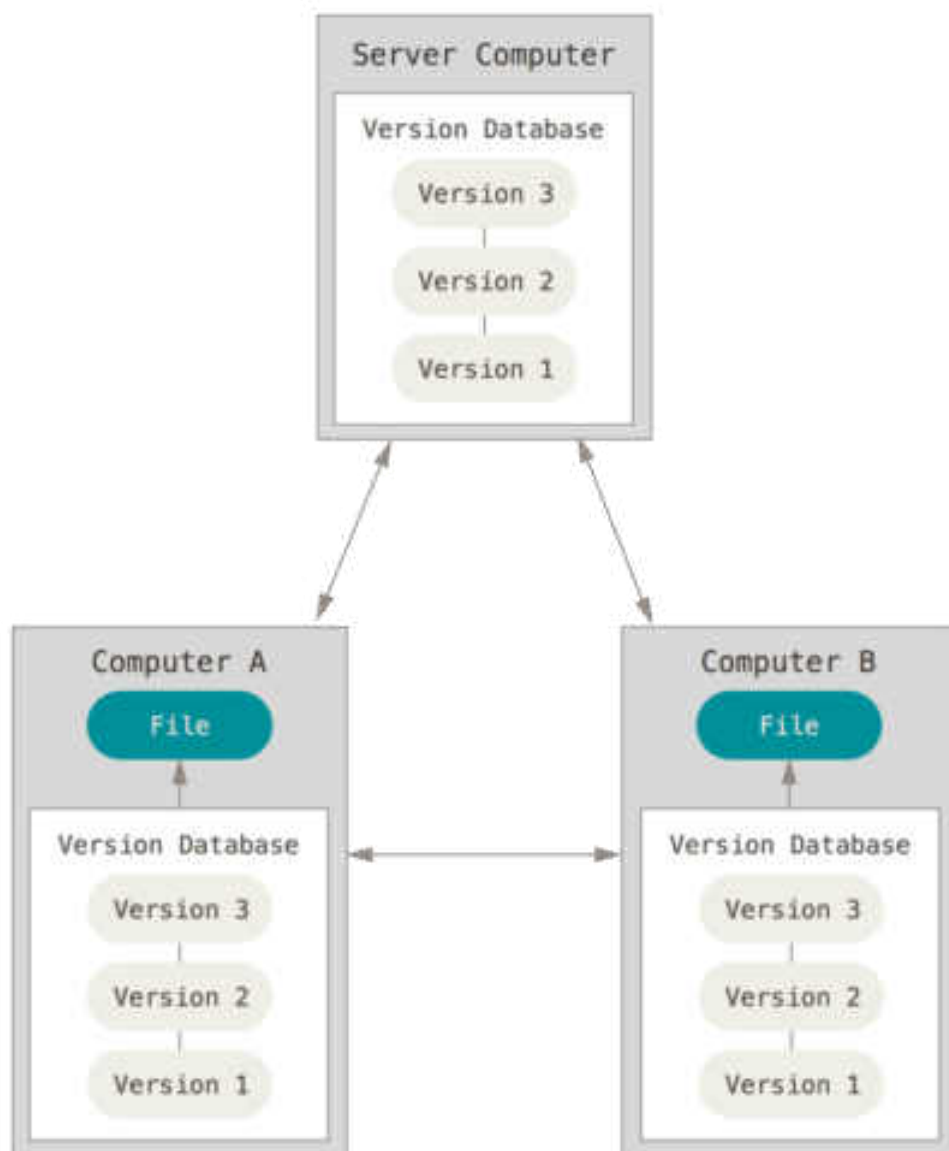 Server Computer
Version Database
Version 3
Version 2
Version 1
Computer A
File
Version Database
Version 3
Version 2
Version 1
Computer B
File
Version Database
Version 3
Version 2
Version 1